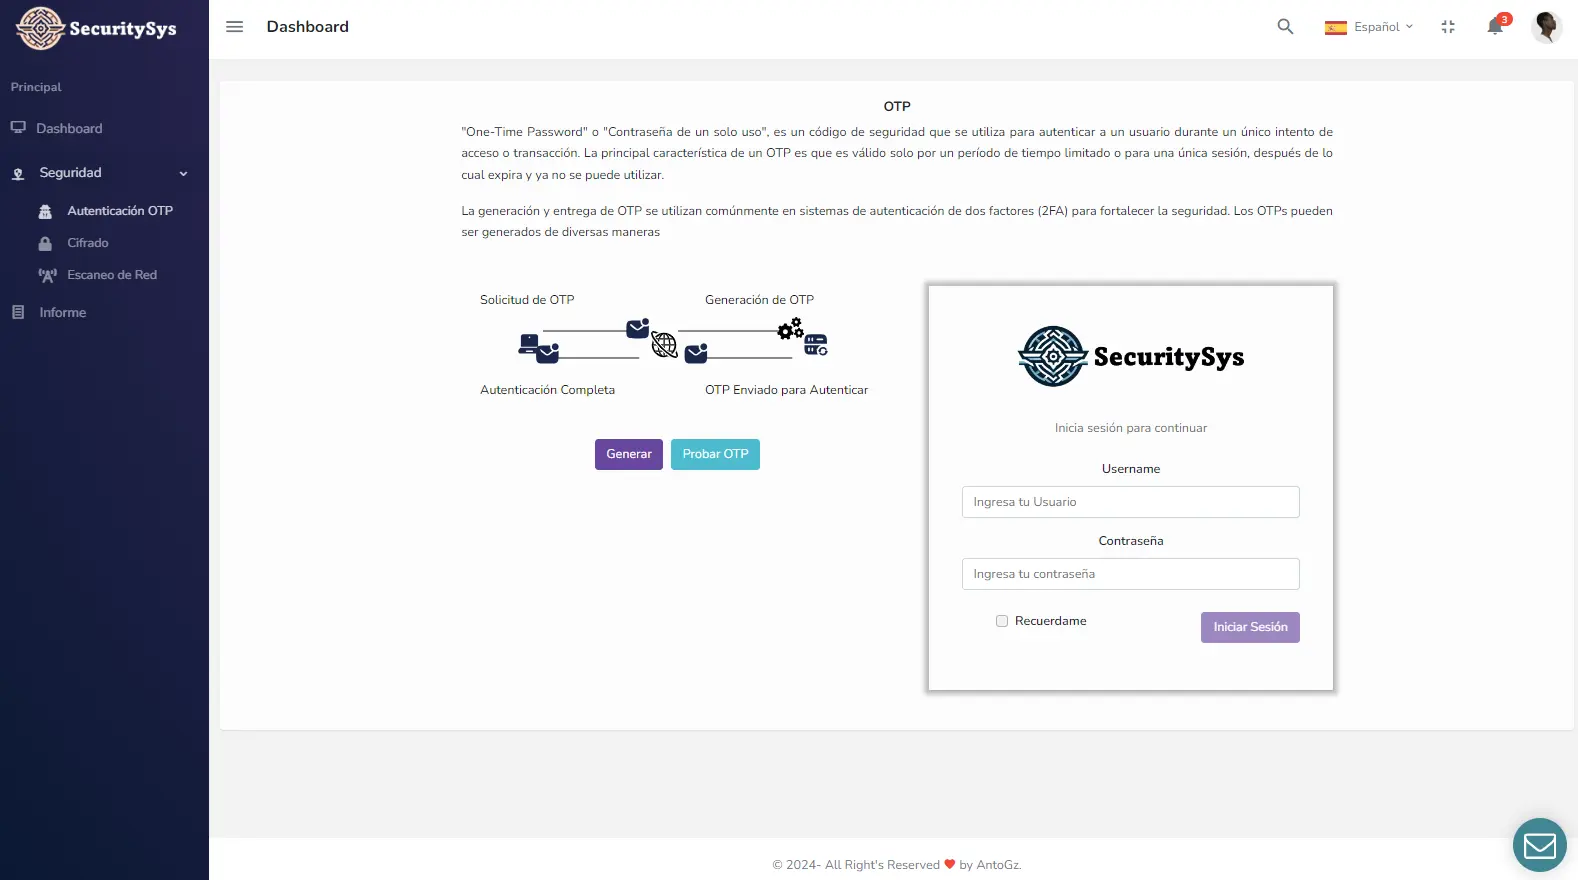 SecuritySys
Dashboard
Español
3
Principal
Dashboard
Seguridad
Autenticación OTP
Cifrado
Escaneo de Red
Informe
OTP
"One-Time Password" o "Contraseña de un solo uso", es un código de seguridad que se utiliza para autenticar a un usuario durante un único intento de
acceso o transacción. La principal característica de un OTP es que es válido solo por un período de tiempo limitado o para una única sesión, después de lo
cual expira y ya no se puede utilizar.
La generación y entrega de OTP se utilizan comúnmente en sistemas de autenticación de dos factores (2FA) para fortalecer la seguridad. Los OTPs pueden
ser generados de diversas maneras
Solicitud de OTP
Generación de OTP
Autenticación Completa
OTP Enviado para Autenticar
Generar
Probar OTP
SecuritySys
Inicia sesión para continuar
Username
Ingresa tu Usuario
Contraseña
Ingresa tu contraseña
Recuerdame
Iniciar Sesión
© 2024- All Right's Reserved ❤ by AntoGz.